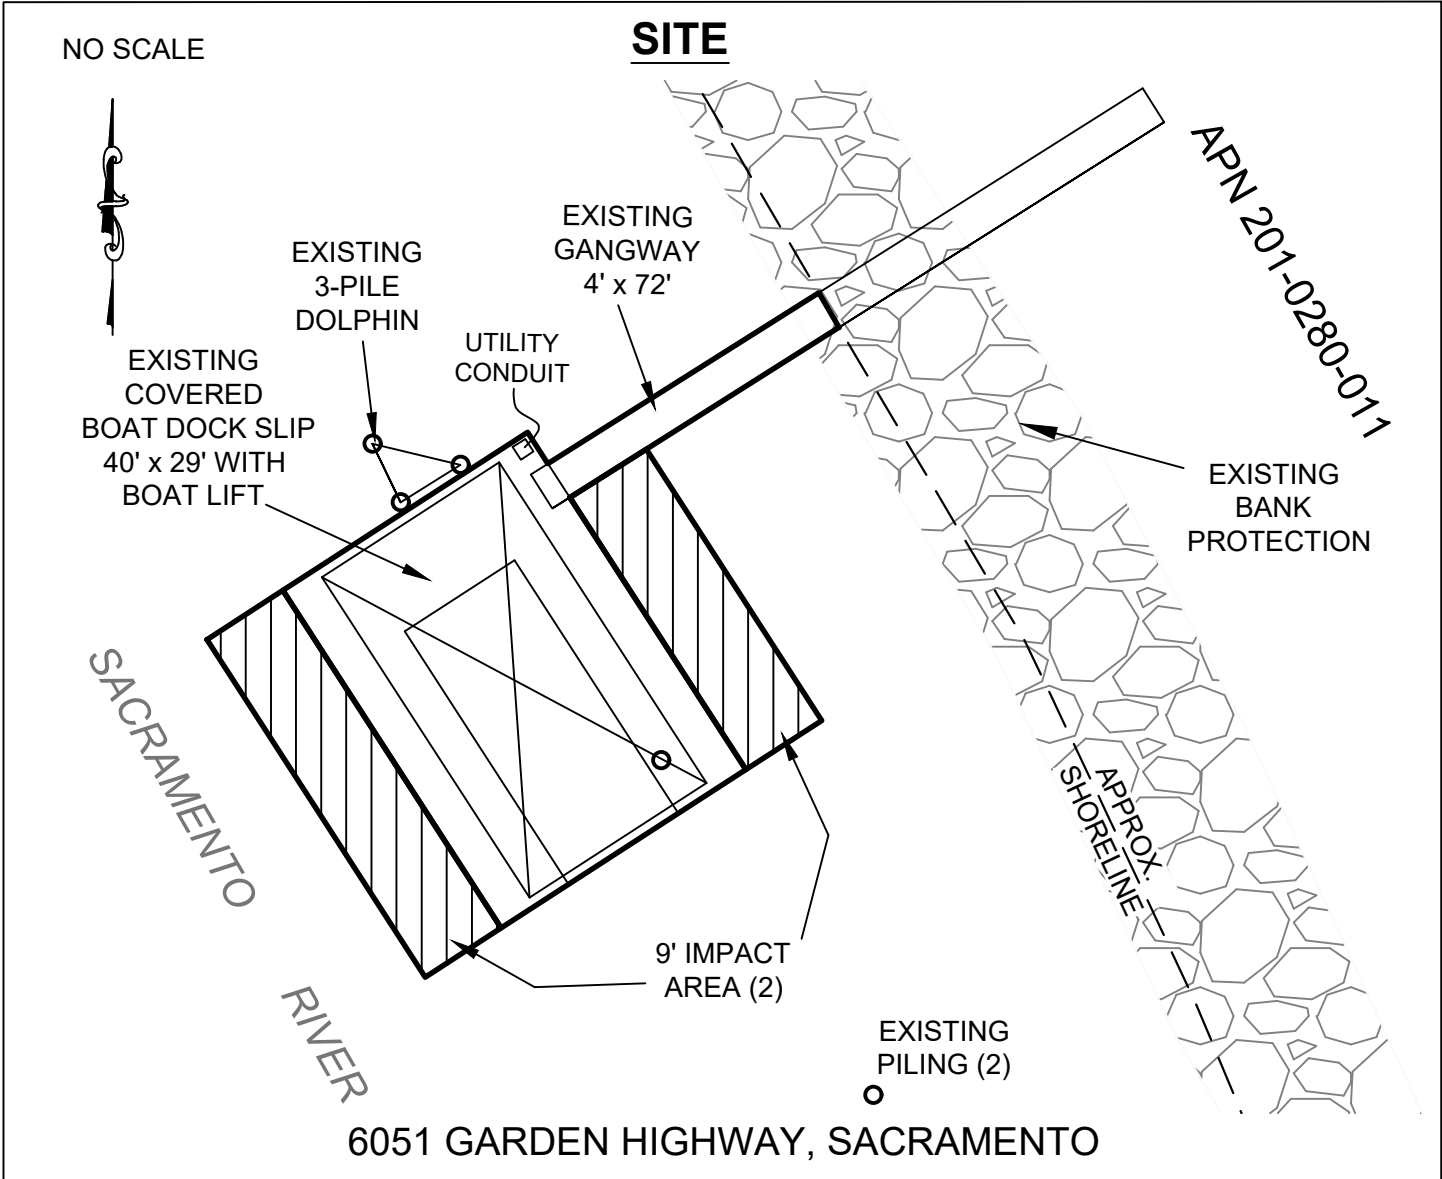 SITE
NO SCALE
EXISTING
GANGWAY
4' x 72'
EXISTING
3-PILE
DOLPHIN
UTILITY
CONDUIT
EXISTING
COVERED
BOAT DOCK SLIP
40' x 29' WITH
BOAT LIFT
APN 201-0280-011
EXISTING
BANK
PROTECTION
SACRAMENTO
RIVER
APPROX.
SHORELINE
9' IMPACT
AREA (2)
EXISTING
PILING (2)
6051 GARDEN HIGHWAY, SACRAMENTO